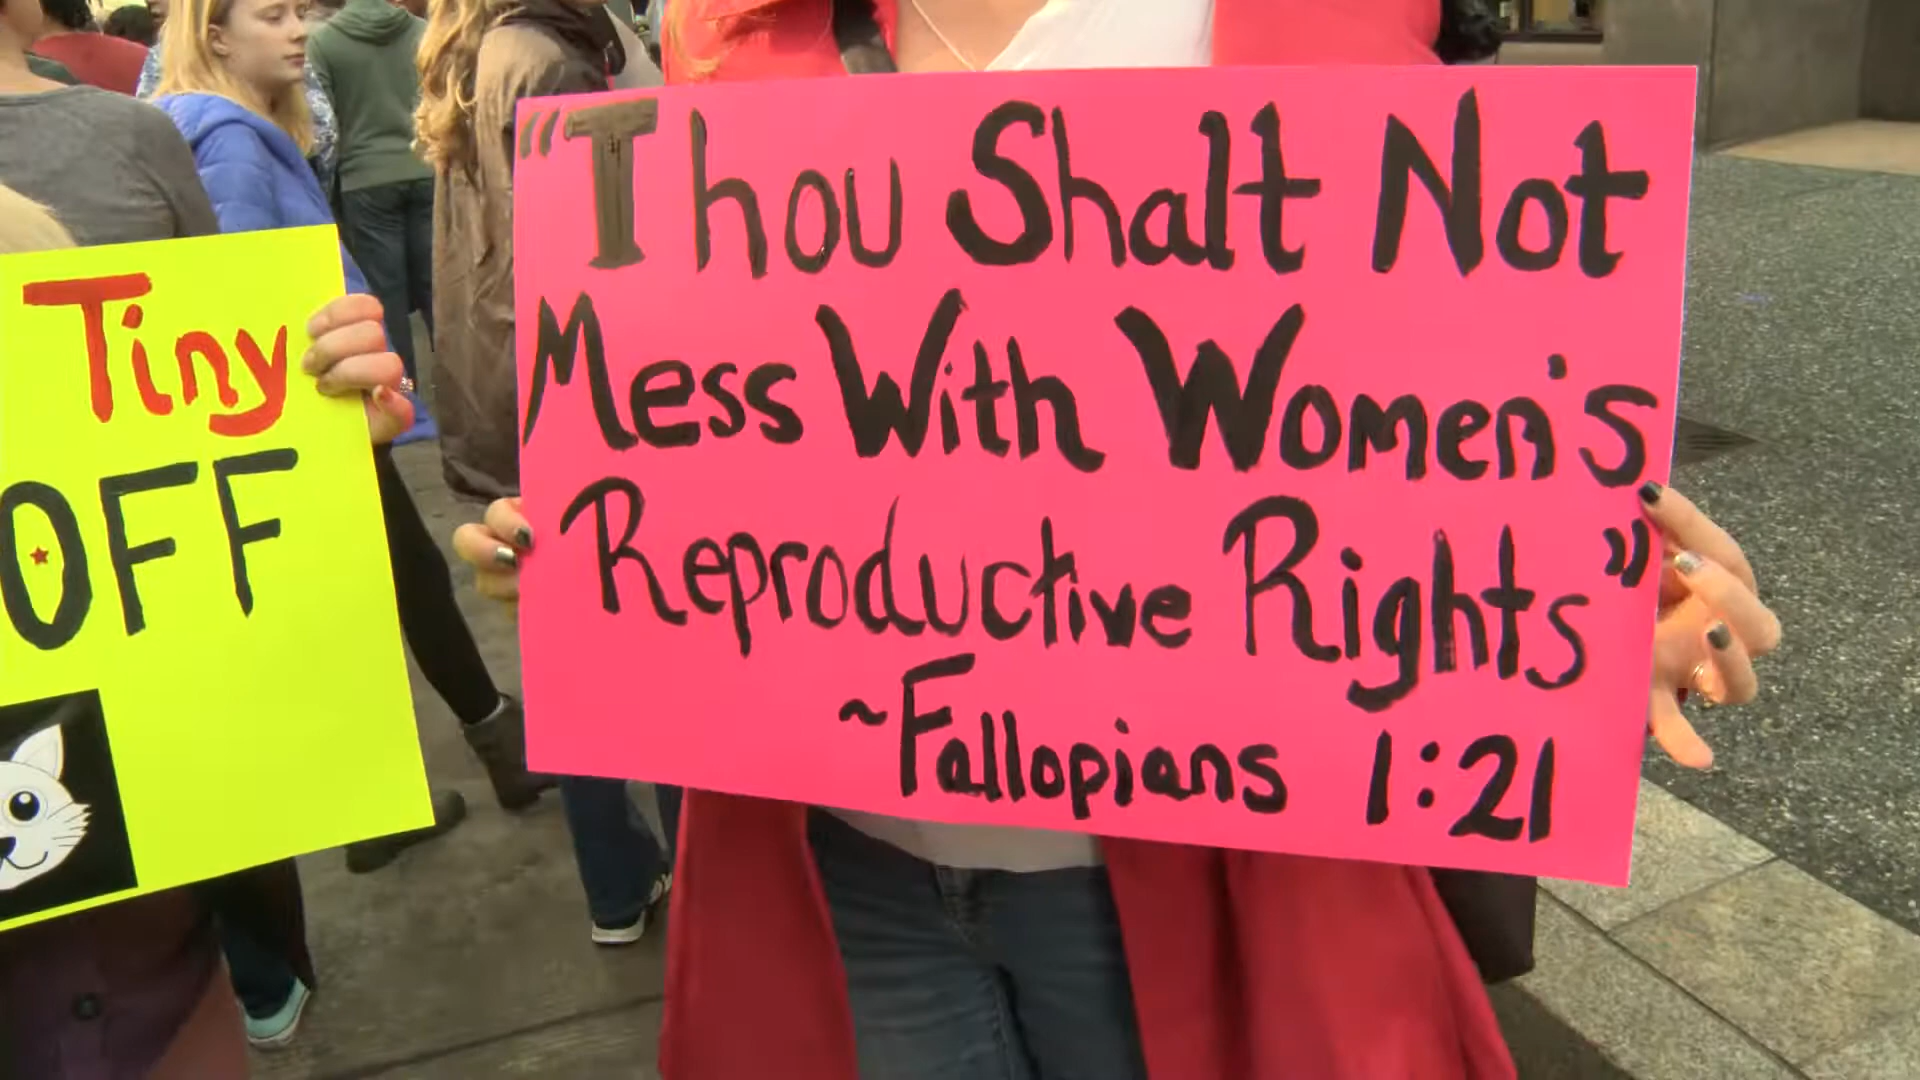 "Thou Shalt Not
Mess With Women's
Reproductive Rights"
~Fallopians 1:21
Tiny
OFF